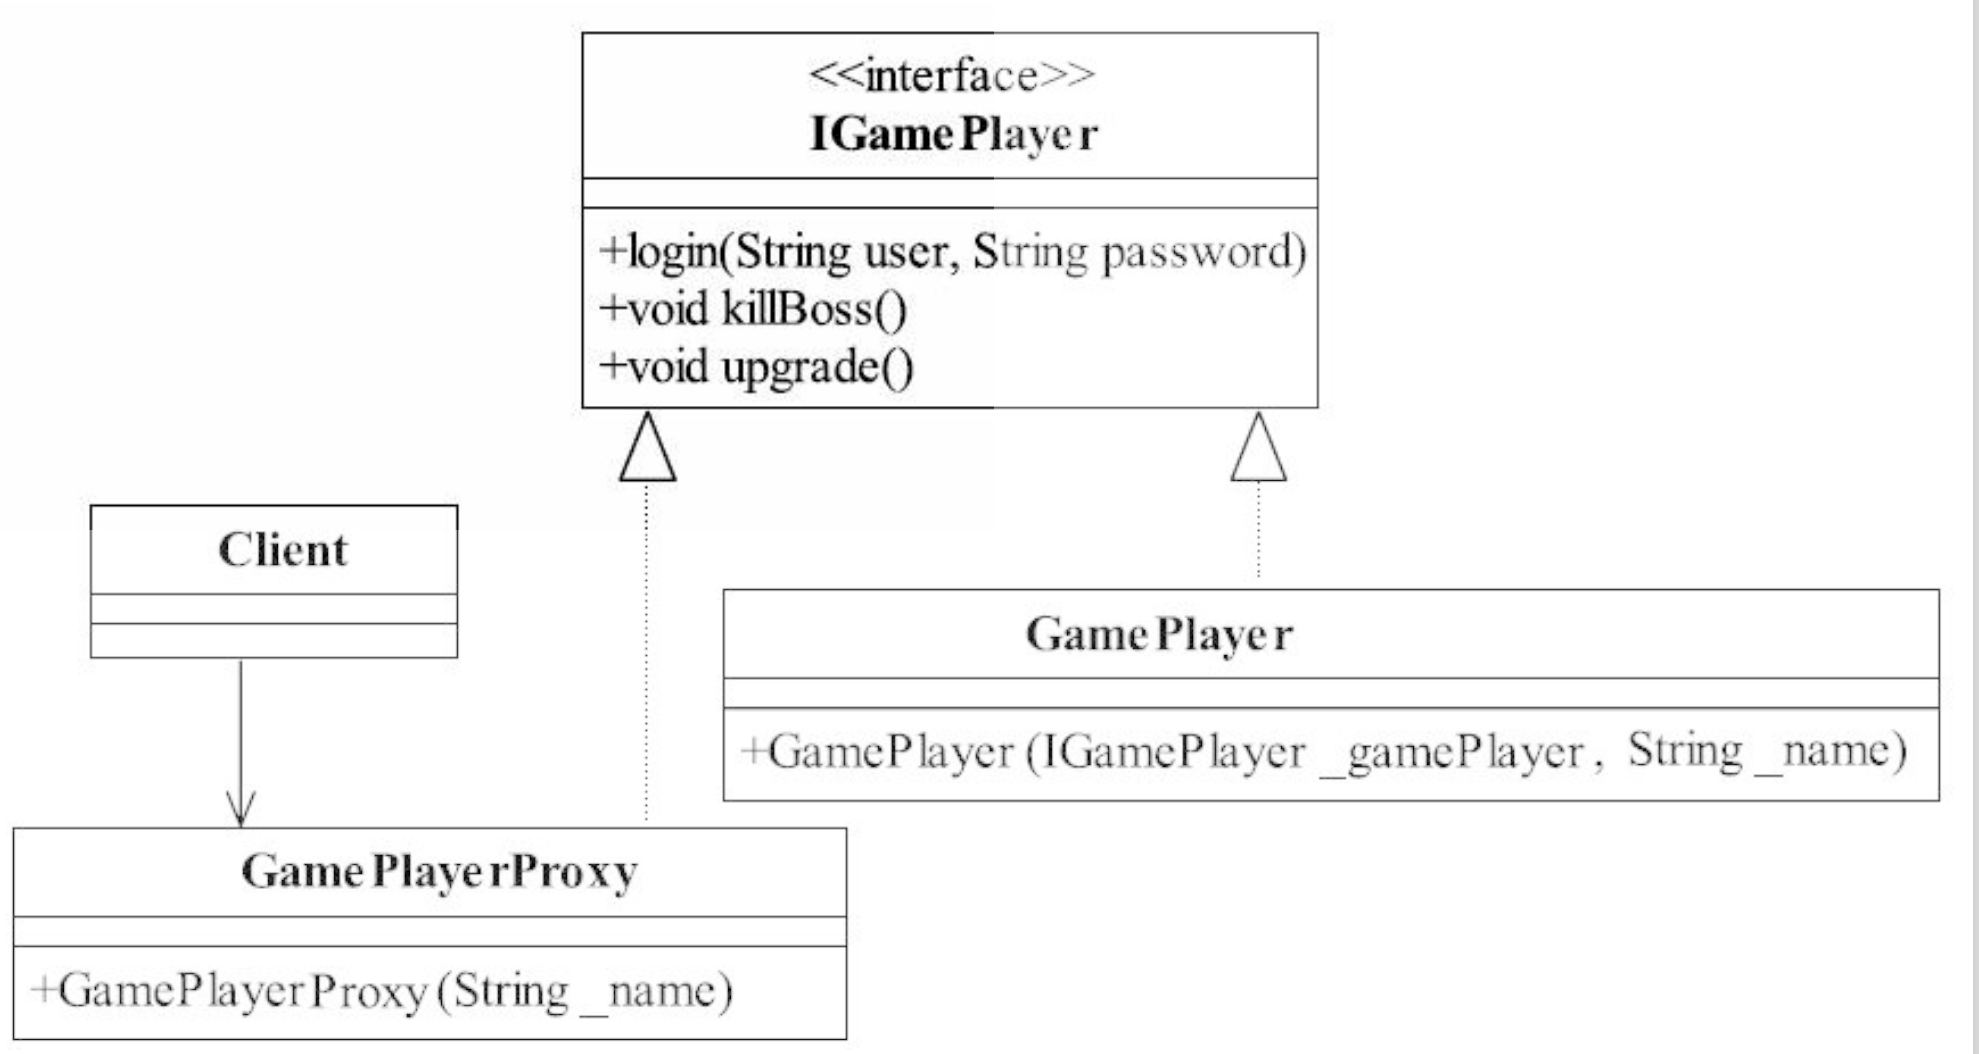 <<interface>>
IGamePlayer
+login(String user, String password)
+void killBoss()
+void upgrade()
Client
GamePlayer
+GamePlayer(IGamePlayer _gamePlayer, String _name)
GamePlayerProxy
+GamePlayerProxy(String _name)